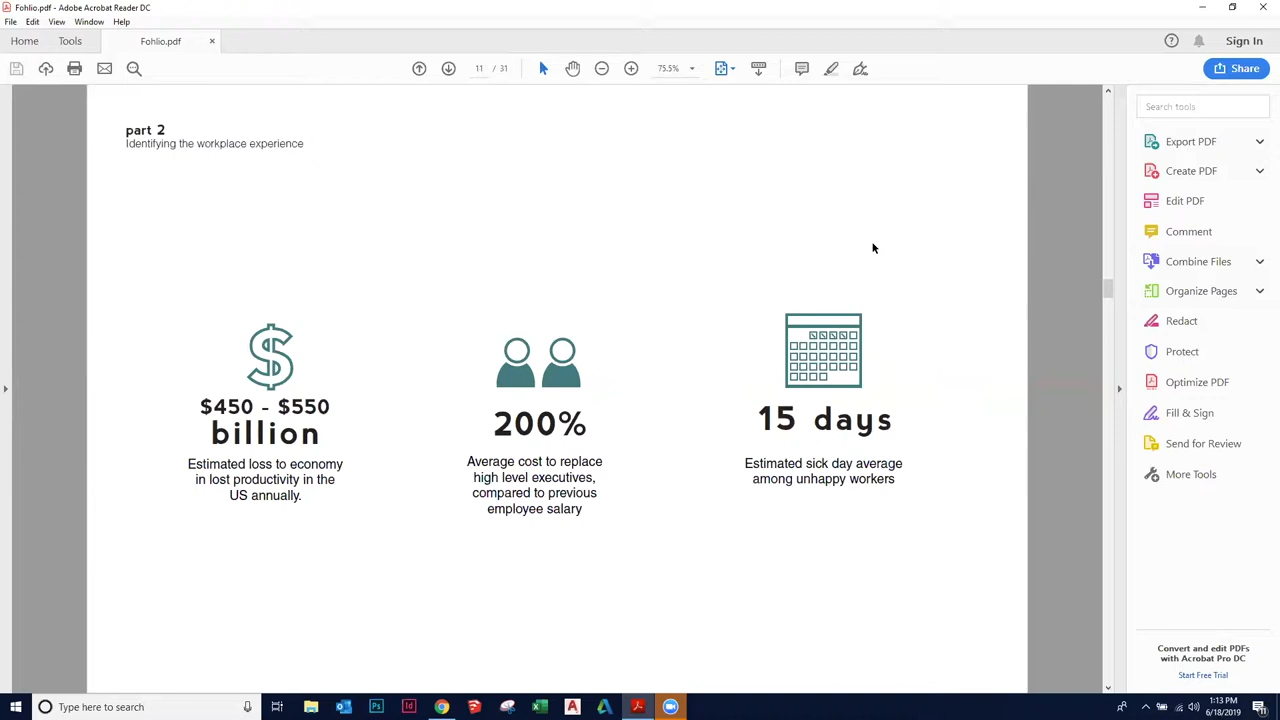 Fohlio.pdf - Adobe Acrobat Reader DC
File Edit View Window Help
Home Tools Fohlio.pdf × Sign In
11 / 31 75.5% Share
Search tools
Export PDF
Create PDF
Edit PDF
Comment
Combine Files
Organize Pages
Redact
Protect
Optimize PDF
Fill & Sign
Send for Review
More Tools
Convert and edit PDFs
with Acrobat Pro DC
Start Free Trial
part 2
Identifying the workplace experience
$450 - $550
billion
Estimated loss to economy
in lost productivity in the
US annually.
200%
Average cost to replace
high level executives,
compared to previous
employee salary
15 days
Estimated sick day average
among unhappy workers
Type here to search
Ps
Id
1:13 PM
6/18/2019